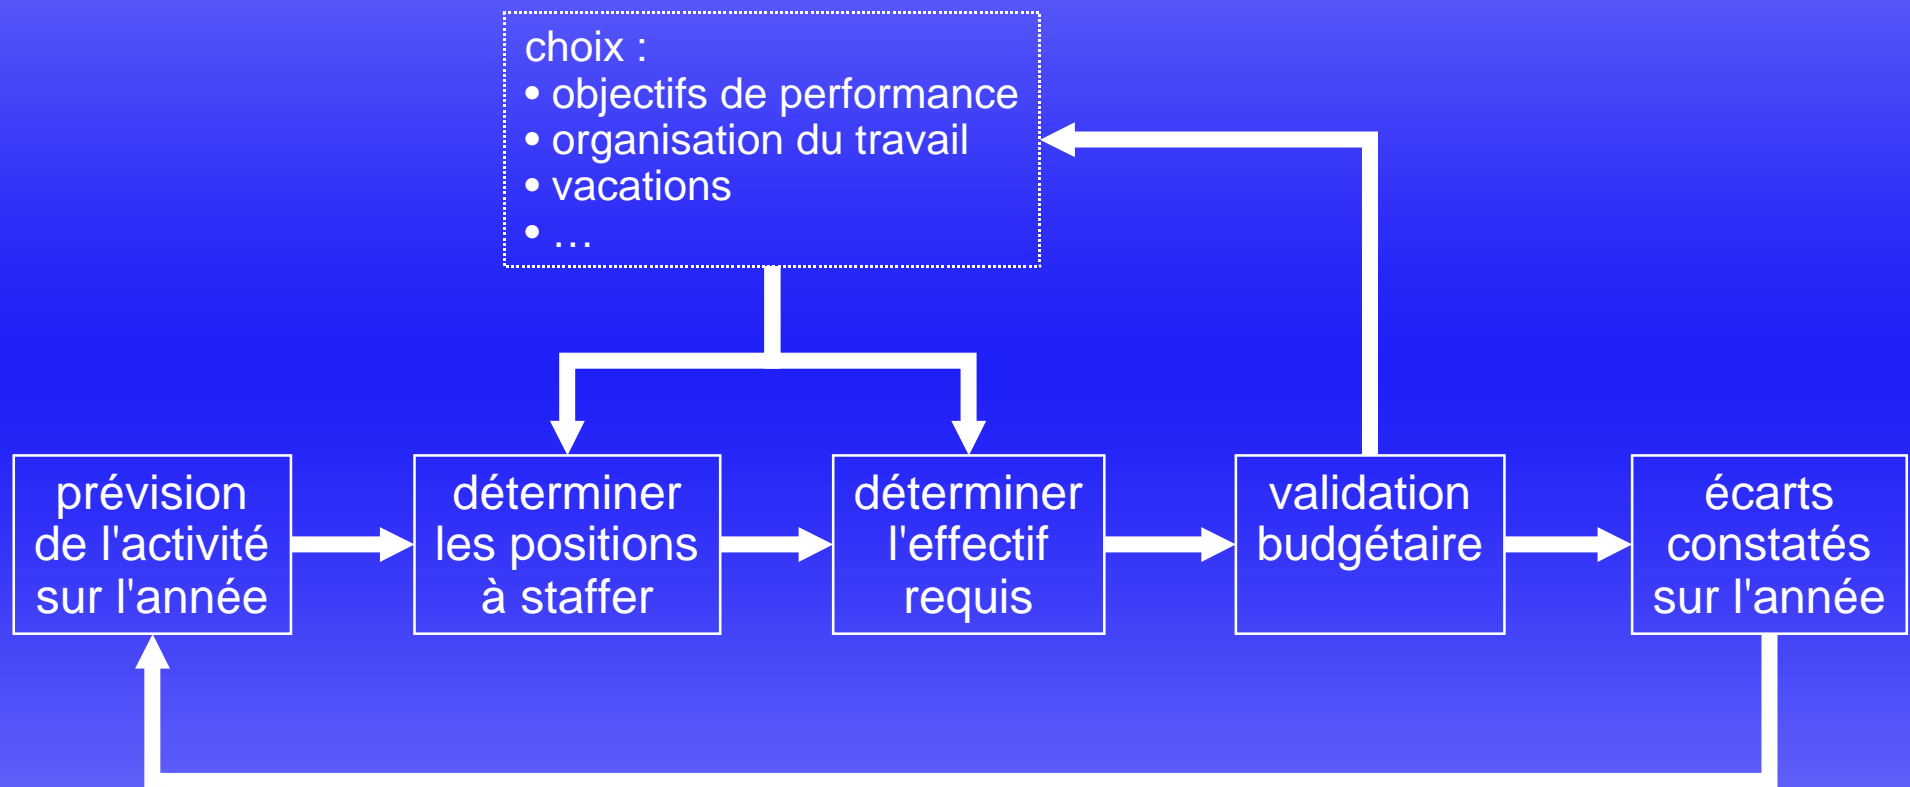 choix :
• objectifs de performance
• organisation du travail
• vacations
• …
prévision
de l'activité
sur l'année
déterminer
les positions
à staffer
déterminer
l'effectif
requis
validation
budgétaire
écarts
constatés
sur l'année